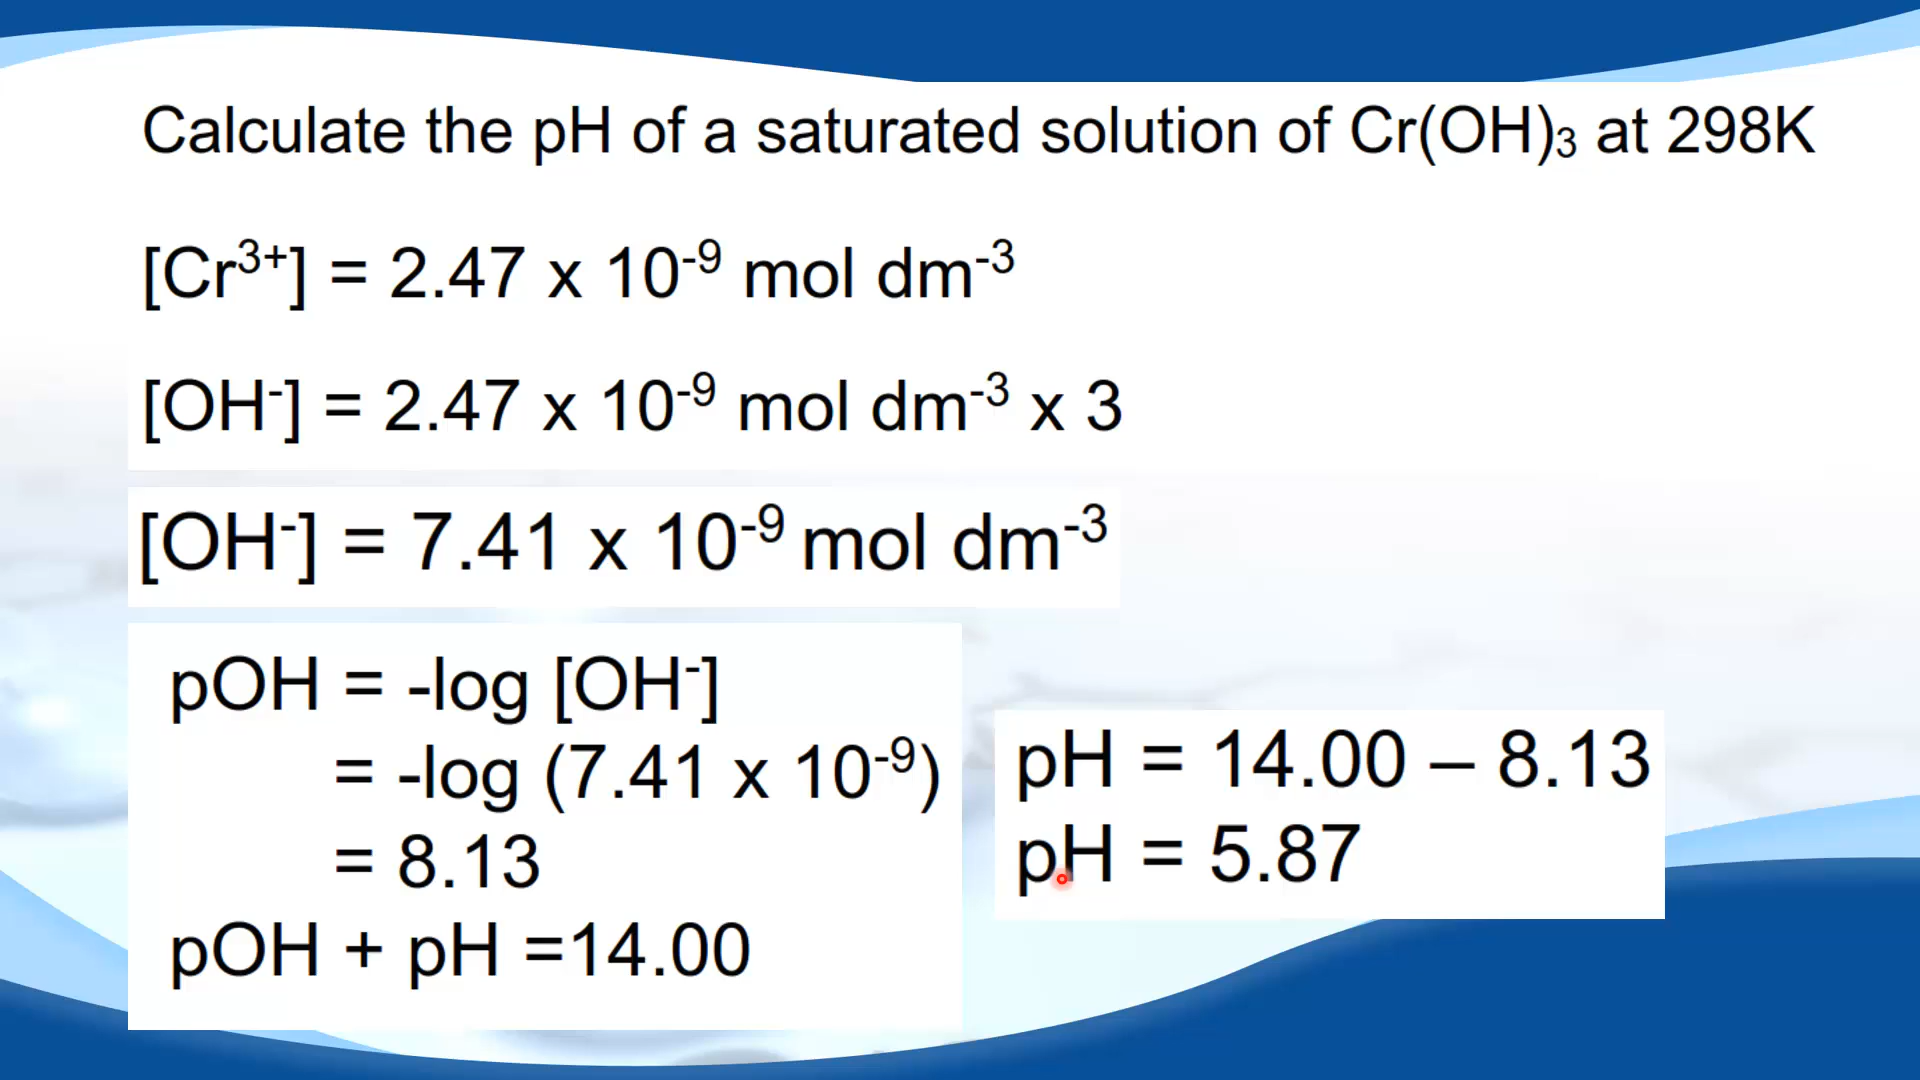 Calculate the pH of a saturated solution of Cr(OH)₃ at 298K
[Cr³⁺] = 2.47 x 10⁻⁹ mol dm⁻³
[OH⁻] = 2.47 x 10⁻⁹ mol dm⁻³ x 3
[OH⁻] = 7.41 x 10⁻⁹ mol dm⁻³
pOH = -log [OH⁻]
= -log (7.41 x 10⁻⁹)
= 8.13
pOH + pH =14.00
pH = 14.00 – 8.13
pH = 5.87